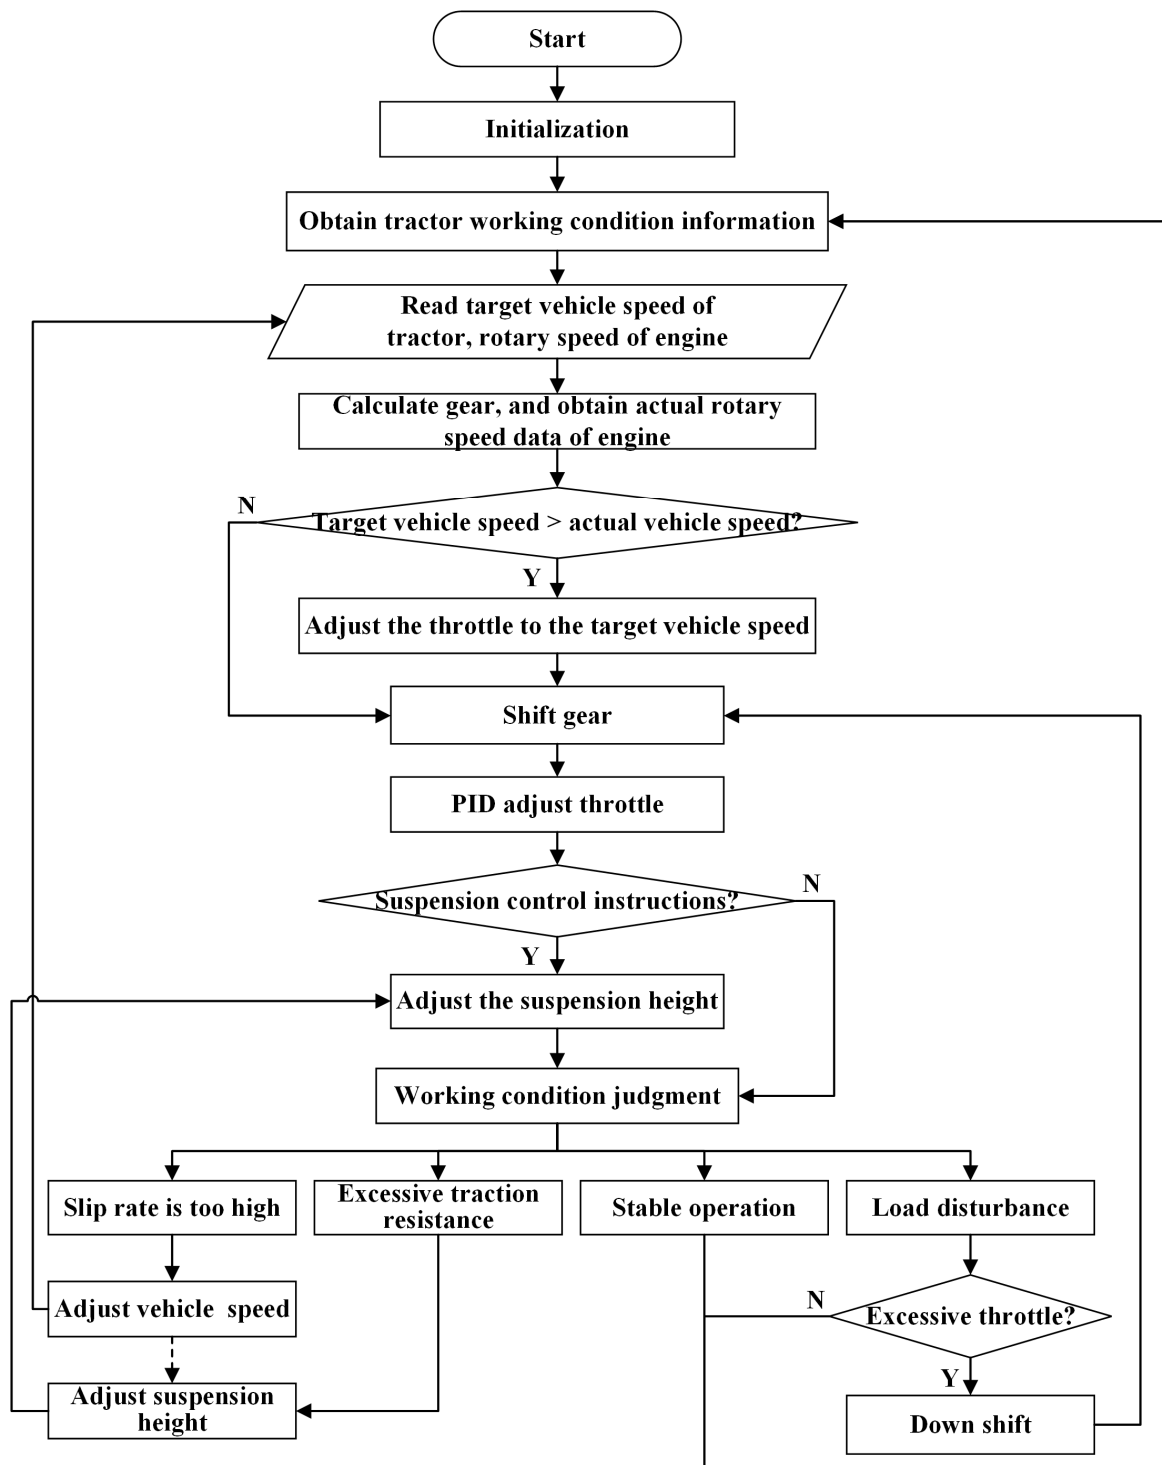 Start
Initialization
Obtain tractor working condition information
Read target vehicle speed of
tractor, rotary speed of engine
Calculate gear, and obtain actual rotary
speed data of engine
N
Target vehicle speed > actual vehicle speed?
Y
Adjust the throttle to the target vehicle speed
Shift gear
PID adjust throttle
N
Suspension control instructions?
Y
Adjust the suspension height
Working condition judgment
Slip rate is too high
Excessive traction
resistance
Stable operation
Load disturbance
Adjust vehicle speed
N
Excessive throttle?
Y
Adjust suspension
height
Down shift